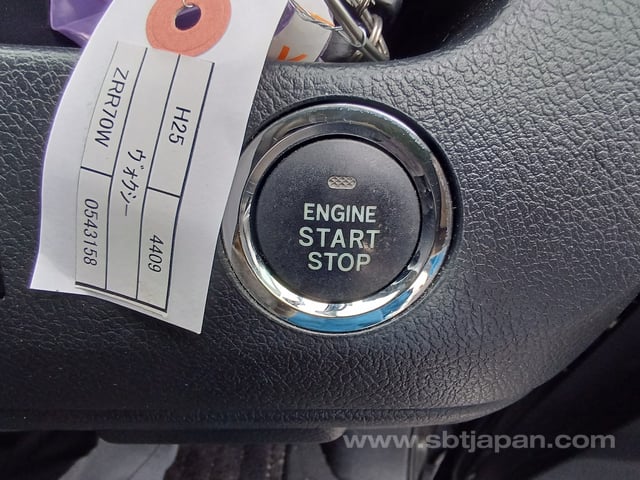 H25
4409
ヴォクシー
ZRR70W
0543158
ENGINE
START
STOP
www.sbtjapan.com